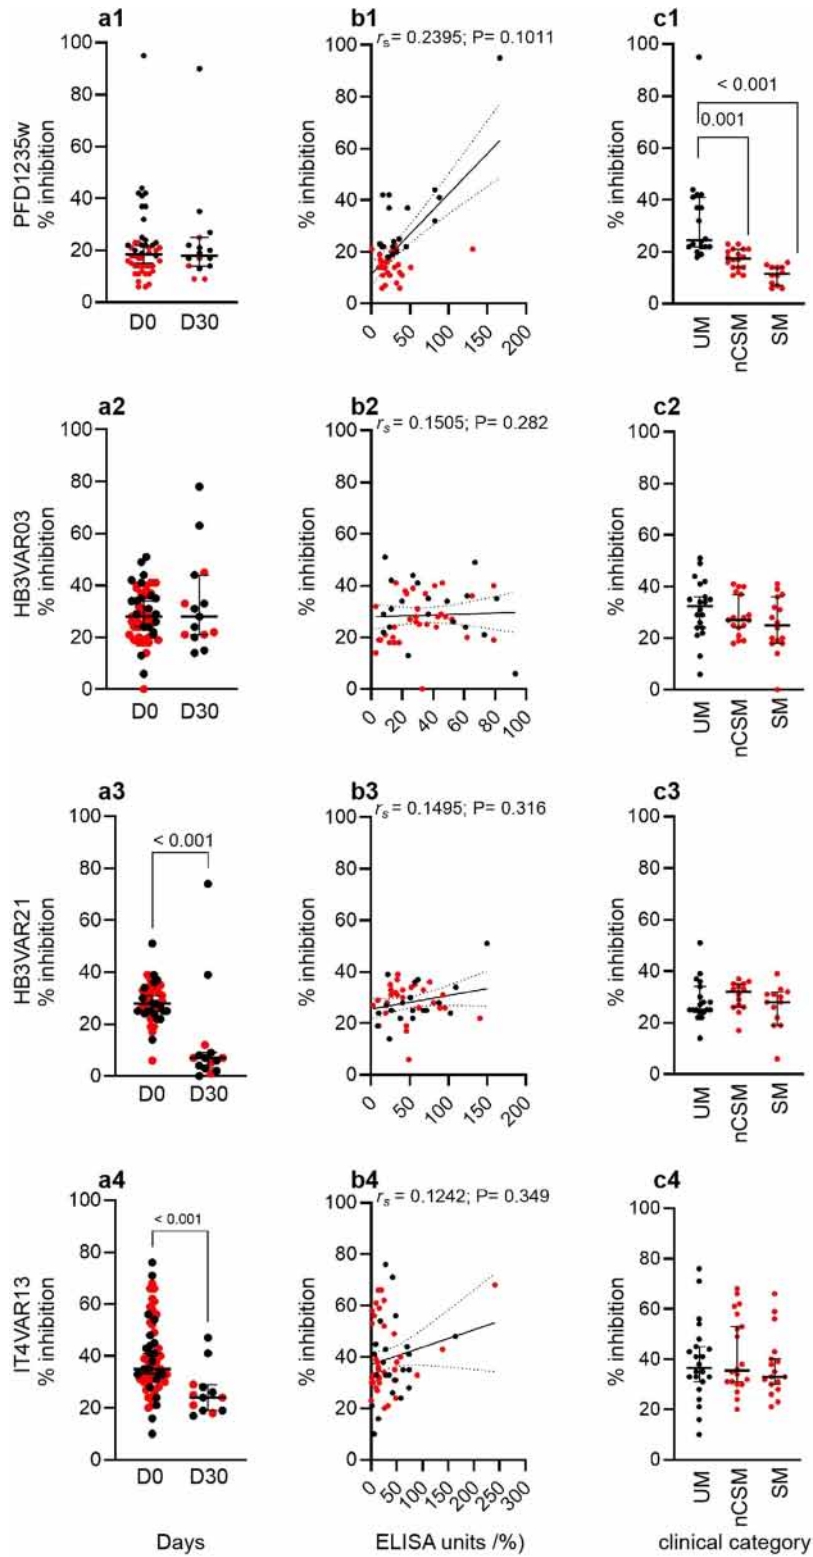 a1 b1 c1
PFD1235w
% inhibition
100
80
60
40
20
0
D0 D30
% inhibition
rs = 0.2395; P= 0.1011
100
80
60
40
20
0
0 50 100 150 200
% inhibition
100
80
60
40
20
0
< 0.001
0.001
UM nCSM SM
a2 b2 c2
HB3VAR03
% inhibition
100
80
60
40
20
0
D0 D30
% inhibition
rs = 0.1505; P= 0.282
100
80
60
40
20
0
0 20 40 60 80 100
% inhibition
100
80
60
40
20
0
UM nCSM SM
a3 b3 c3
HB3VAR21
% inhibition
100
80
60
40
20
0
< 0.001
D0 D30
% inhibition
rs = 0.1495; P= 0.316
100
80
60
40
20
0
0 50 100 150 200
% inhibition
100
80
60
40
20
0
UM nCSM SM
a4 b4 c4
IT4VAR13
% inhibition
100
80
60
40
20
0
< 0.001
D0 D30
% inhibition
rs = 0.1242; P= 0.349
100
80
60
40
20
0
0 50 100 150 200 250 300
% inhibition
100
80
60
40
20
0
UM nCSM SM
Days ELISA units /%) clinical category